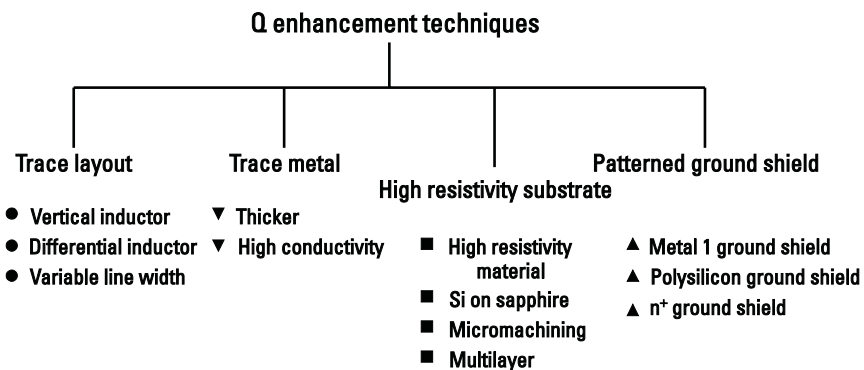 Q enhancement techniques
Trace layout
Vertical inductor
Differential inductor
Variable line width
Trace metal
Thicker
High conductivity
High resistivity substrate
High resistivity
material
Si on sapphire
Micromachining
Multilayer
Patterned ground shield
Metal 1 ground shield
Polysilicon ground shield
n⁺ ground shield